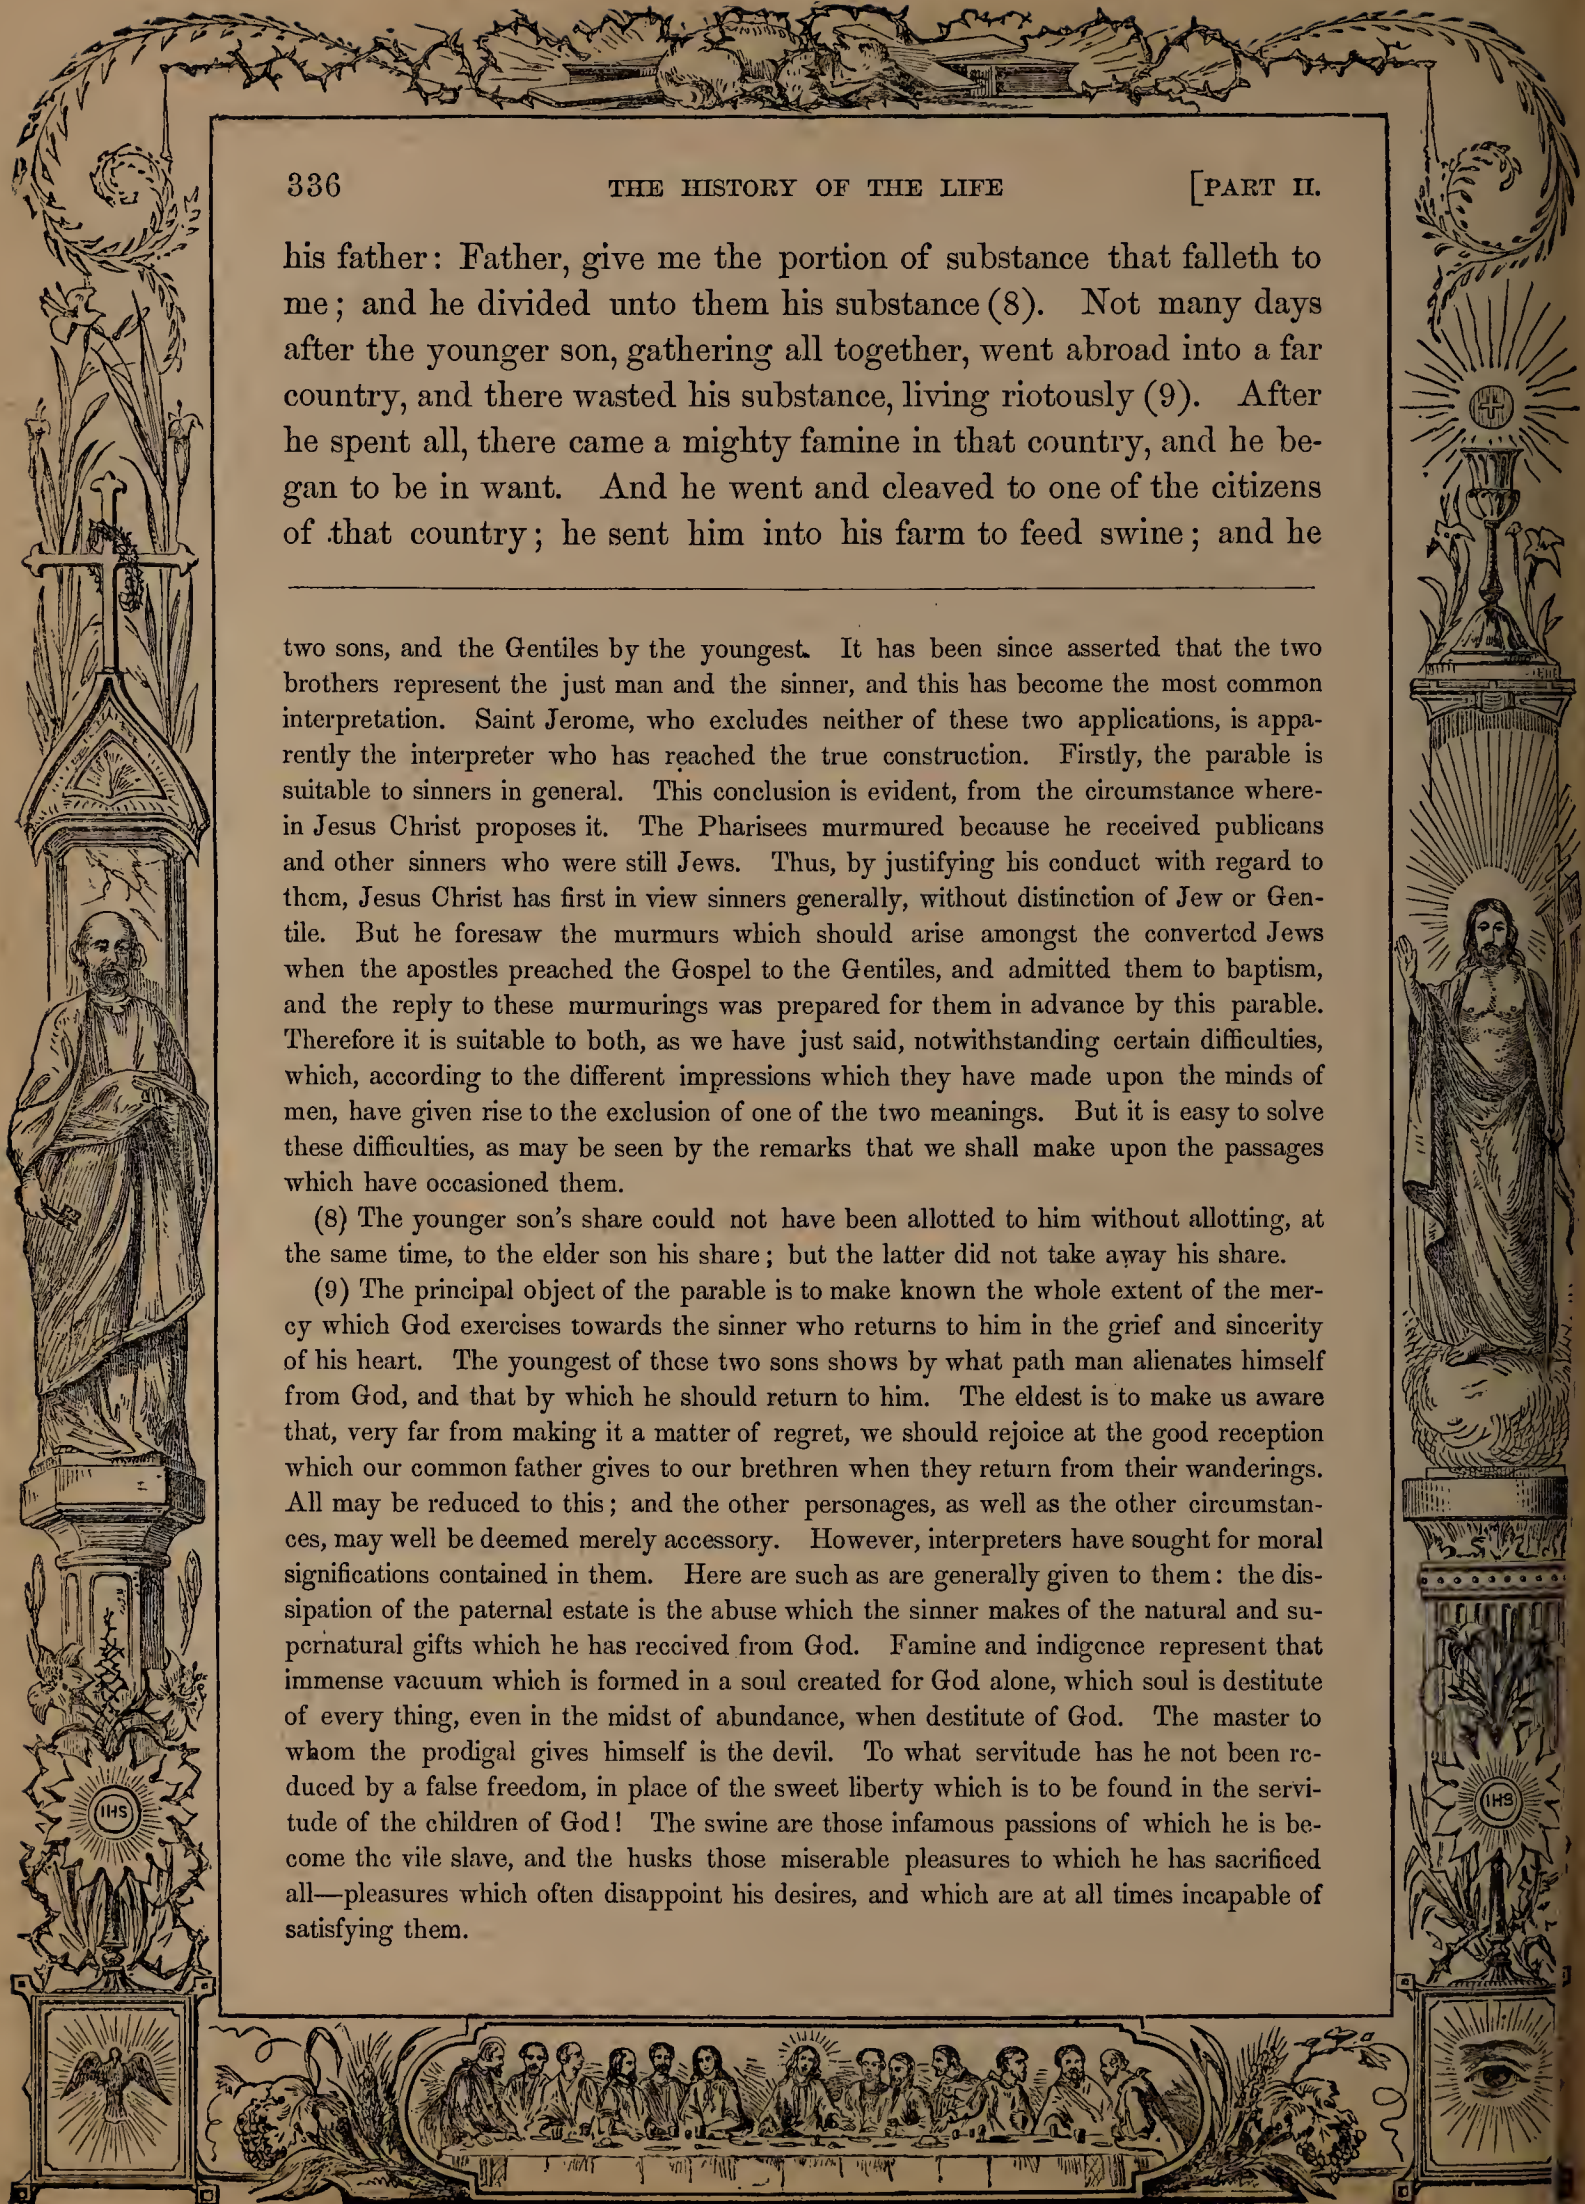 336 THE HISTORY OF THE LIFE [PART II.
his father: Father, give me the portion of substance that falleth to
me; and he divided unto them his substance (8). Not many days
after the younger son, gathering all together, went abroad into a far
country, and there wasted his substance, living riotously (9). After
he spent all, there came a mighty famine in that country, and he be-
gan to be in want. And he went and cleaved to one of the citizens
of that country; he sent him into his farm to feed swine; and he
two sons, and the Gentiles by the youngest. It has been since asserted that the two
brothers represent the just man and the sinner, and this has become the most common
interpretation. Saint Jerome, who excludes neither of these two applications, is appa-
rently the interpreter who has reached the true construction. Firstly, the parable is
suitable to sinners in general. This conclusion is evident, from the circumstance where-
in Jesus Christ proposes it. The Pharisees murmured because he received publicans
and other sinners who were still Jews. Thus, by justifying his conduct with regard to
them, Jesus Christ has first in view sinners generally, without distinction of Jew or Gen-
tile. But he foresaw the murmurs which should arise amongst the converted Jews
when the apostles preached the Gospel to the Gentiles, and admitted them to baptism,
and the reply to these murmurings was prepared for them in advance by this parable.
Therefore it is suitable to both, as we have just said, notwithstanding certain difficulties,
which, according to the different impressions which they have made upon the minds of
men, have given rise to the exclusion of one of the two meanings. But it is easy to solve
these difficulties, as may be seen by the remarks that we shall make upon the passages
which have occasioned them.
(8) The younger son's share could not have been allotted to him without allotting, at
the same time, to the elder son his share; but the latter did not take away his share.
(9) The principal object of the parable is to make known the whole extent of the mer-
cy which God exercises towards the sinner who returns to him in the grief and sincerity
of his heart. The youngest of these two sons shows by what path man alienates himself
from God, and that by which he should return to him. The eldest is to make us aware
that, very far from making it a matter of regret, we should rejoice at the good reception
which our common father gives to our brethren when they return from their wanderings.
All may be reduced to this; and the other personages, as well as the other circumstan-
ces, may well be deemed merely accessory. However, interpreters have sought for moral
significations contained in them. Here are such as are generally given to them: the dis-
sipation of the paternal estate is the abuse which the sinner makes of the natural and su-
pernatural gifts which he has received from God. Famine and indigence represent that
immense vacuum which is formed in a soul created for God alone, which soul is destitute
of every thing, even in the midst of abundance, when destitute of God. The master to
whom the prodigal gives himself is the devil. To what servitude has he not been re-
duced by a false freedom, in place of the sweet liberty which is to be found in the servi-
tude of the children of God! The swine are those infamous passions of which he is be-
come the vile slave, and the husks those miserable pleasures to which he has sacrificed
all—pleasures which often disappoint his desires, and which are at all times incapable of
satisfying them.
IHS
IHS